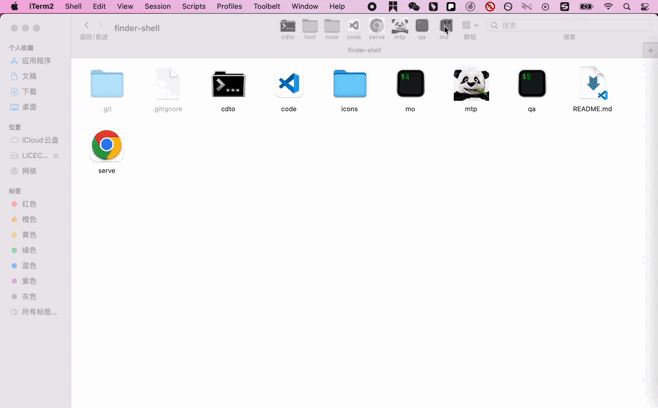 iTerm2 Shell Edit View Session Scripts Profiles Toolbelt Window Help
finder-shell
cdto tool note code serve mtp qa mo 群组 搜索
返回/前进 搜索
finder-shell
个人收藏
应用程序
文稿
下载
桌面
位置
iCloud 云盘
LICEC...
网络
标签
红色
橙色
黄色
绿色
蓝色
紫色
灰色
所有标签...
.git .gitignore cdto code icons mo mtp qa README.md
serve